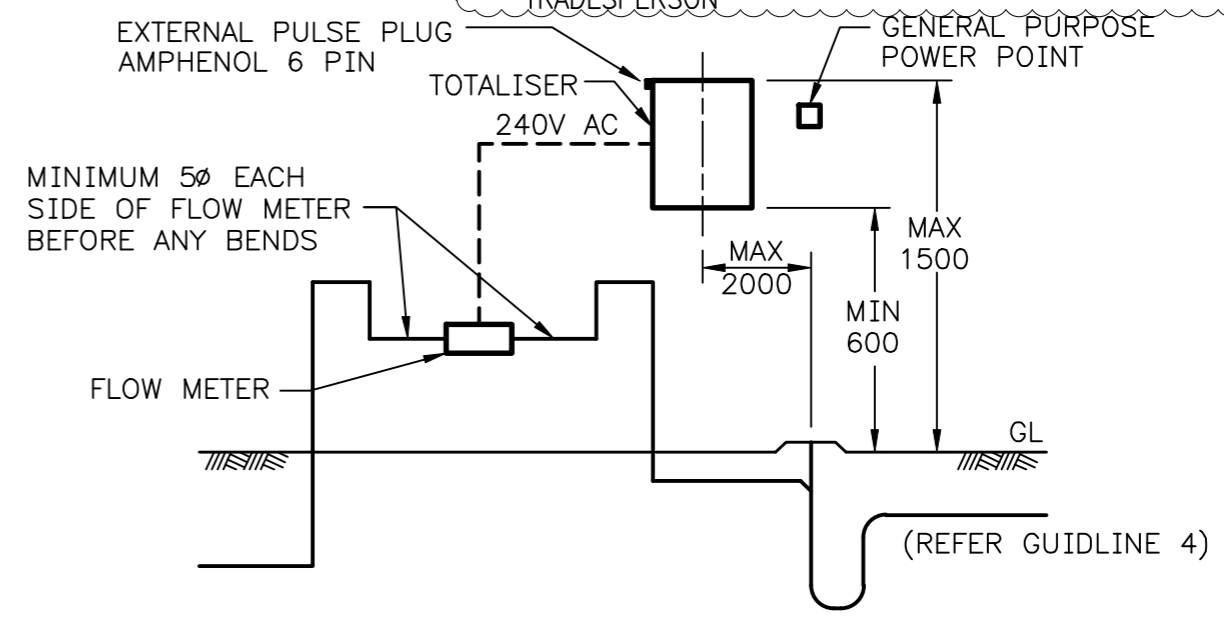 TRADESPERSON
EXTERNAL PULSE PLUG
AMPHENOL 6 PIN
GENERAL PURPOSE
POWER POINT
TOTALISER
240V AC
MINIMUM 5ø EACH
SIDE OF FLOW METER
BEFORE ANY BENDS
MAX
1500
MAX
2000
MIN
600
FLOW METER
GL
(REFER GUIDLINE 4)